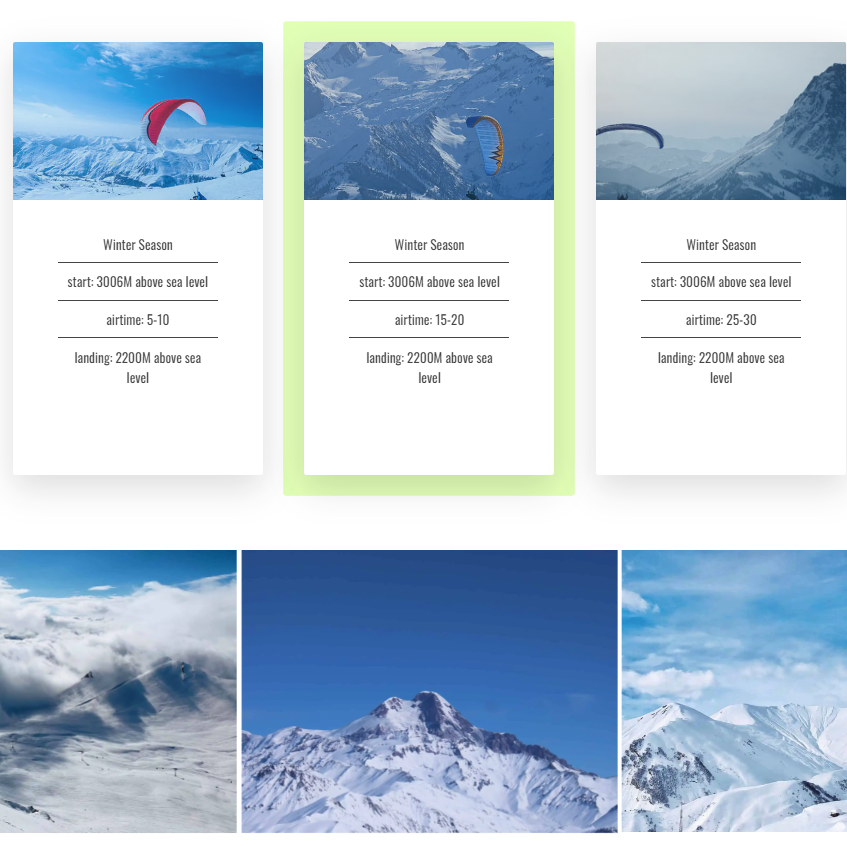 Winter Season
start: 3006M above sea level
airtime: 5-10
landing: 2200M above sea
level
Winter Season
start: 3006M above sea level
airtime: 15-20
landing: 2200M above sea
level
Winter Season
start: 3006M above sea level
airtime: 25-30
landing: 2200M above sea
level